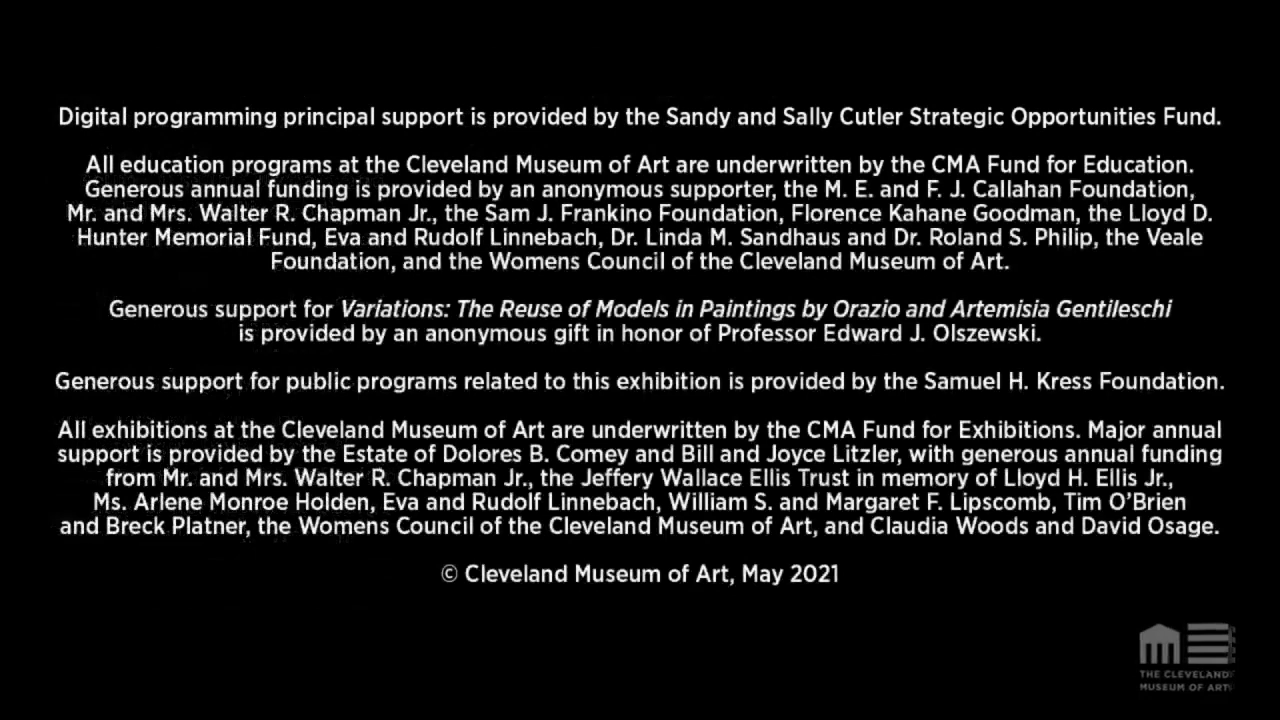 Digital programming principal support is provided by the Sandy and Sally Cutler Strategic Opportunities Fund.
All education programs at the Cleveland Museum of Art are underwritten by the CMA Fund for Education.
Generous annual funding is provided by an anonymous supporter, the M. E. and F. J. Callahan Foundation,
Mr. and Mrs. Walter R. Chapman Jr., the Sam J. Frankino Foundation, Florence Kahane Goodman, the Lloyd D.
Hunter Memorial Fund, Eva and Rudolf Linnebach, Dr. Linda M. Sandhaus and Dr. Roland S. Philip, the Veale
Foundation, and the Womens Council of the Cleveland Museum of Art.
Generous support for Variations: The Reuse of Models in Paintings by Orazio and Artemisia Gentileschi
is provided by an anonymous gift in honor of Professor Edward J. Olszewski.
Generous support for public programs related to this exhibition is provided by the Samuel H. Kress Foundation.
All exhibitions at the Cleveland Museum of Art are underwritten by the CMA Fund for Exhibitions. Major annual
support is provided by the Estate of Dolores B. Comey and Bill and Joyce Litzler, with generous annual funding
from Mr. and Mrs. Walter R. Chapman Jr., the Jeffery Wallace Ellis Trust in memory of Lloyd H. Ellis Jr.,
Ms. Arlene Monroe Holden, Eva and Rudolf Linnebach, William S. and Margaret F. Lipscomb, Tim O'Brien
and Breck Platner, the Womens Council of the Cleveland Museum of Art, and Claudia Woods and David Osage.
© Cleveland Museum of Art, May 2021
THE CLEVELAND
MUSEUM OF ART